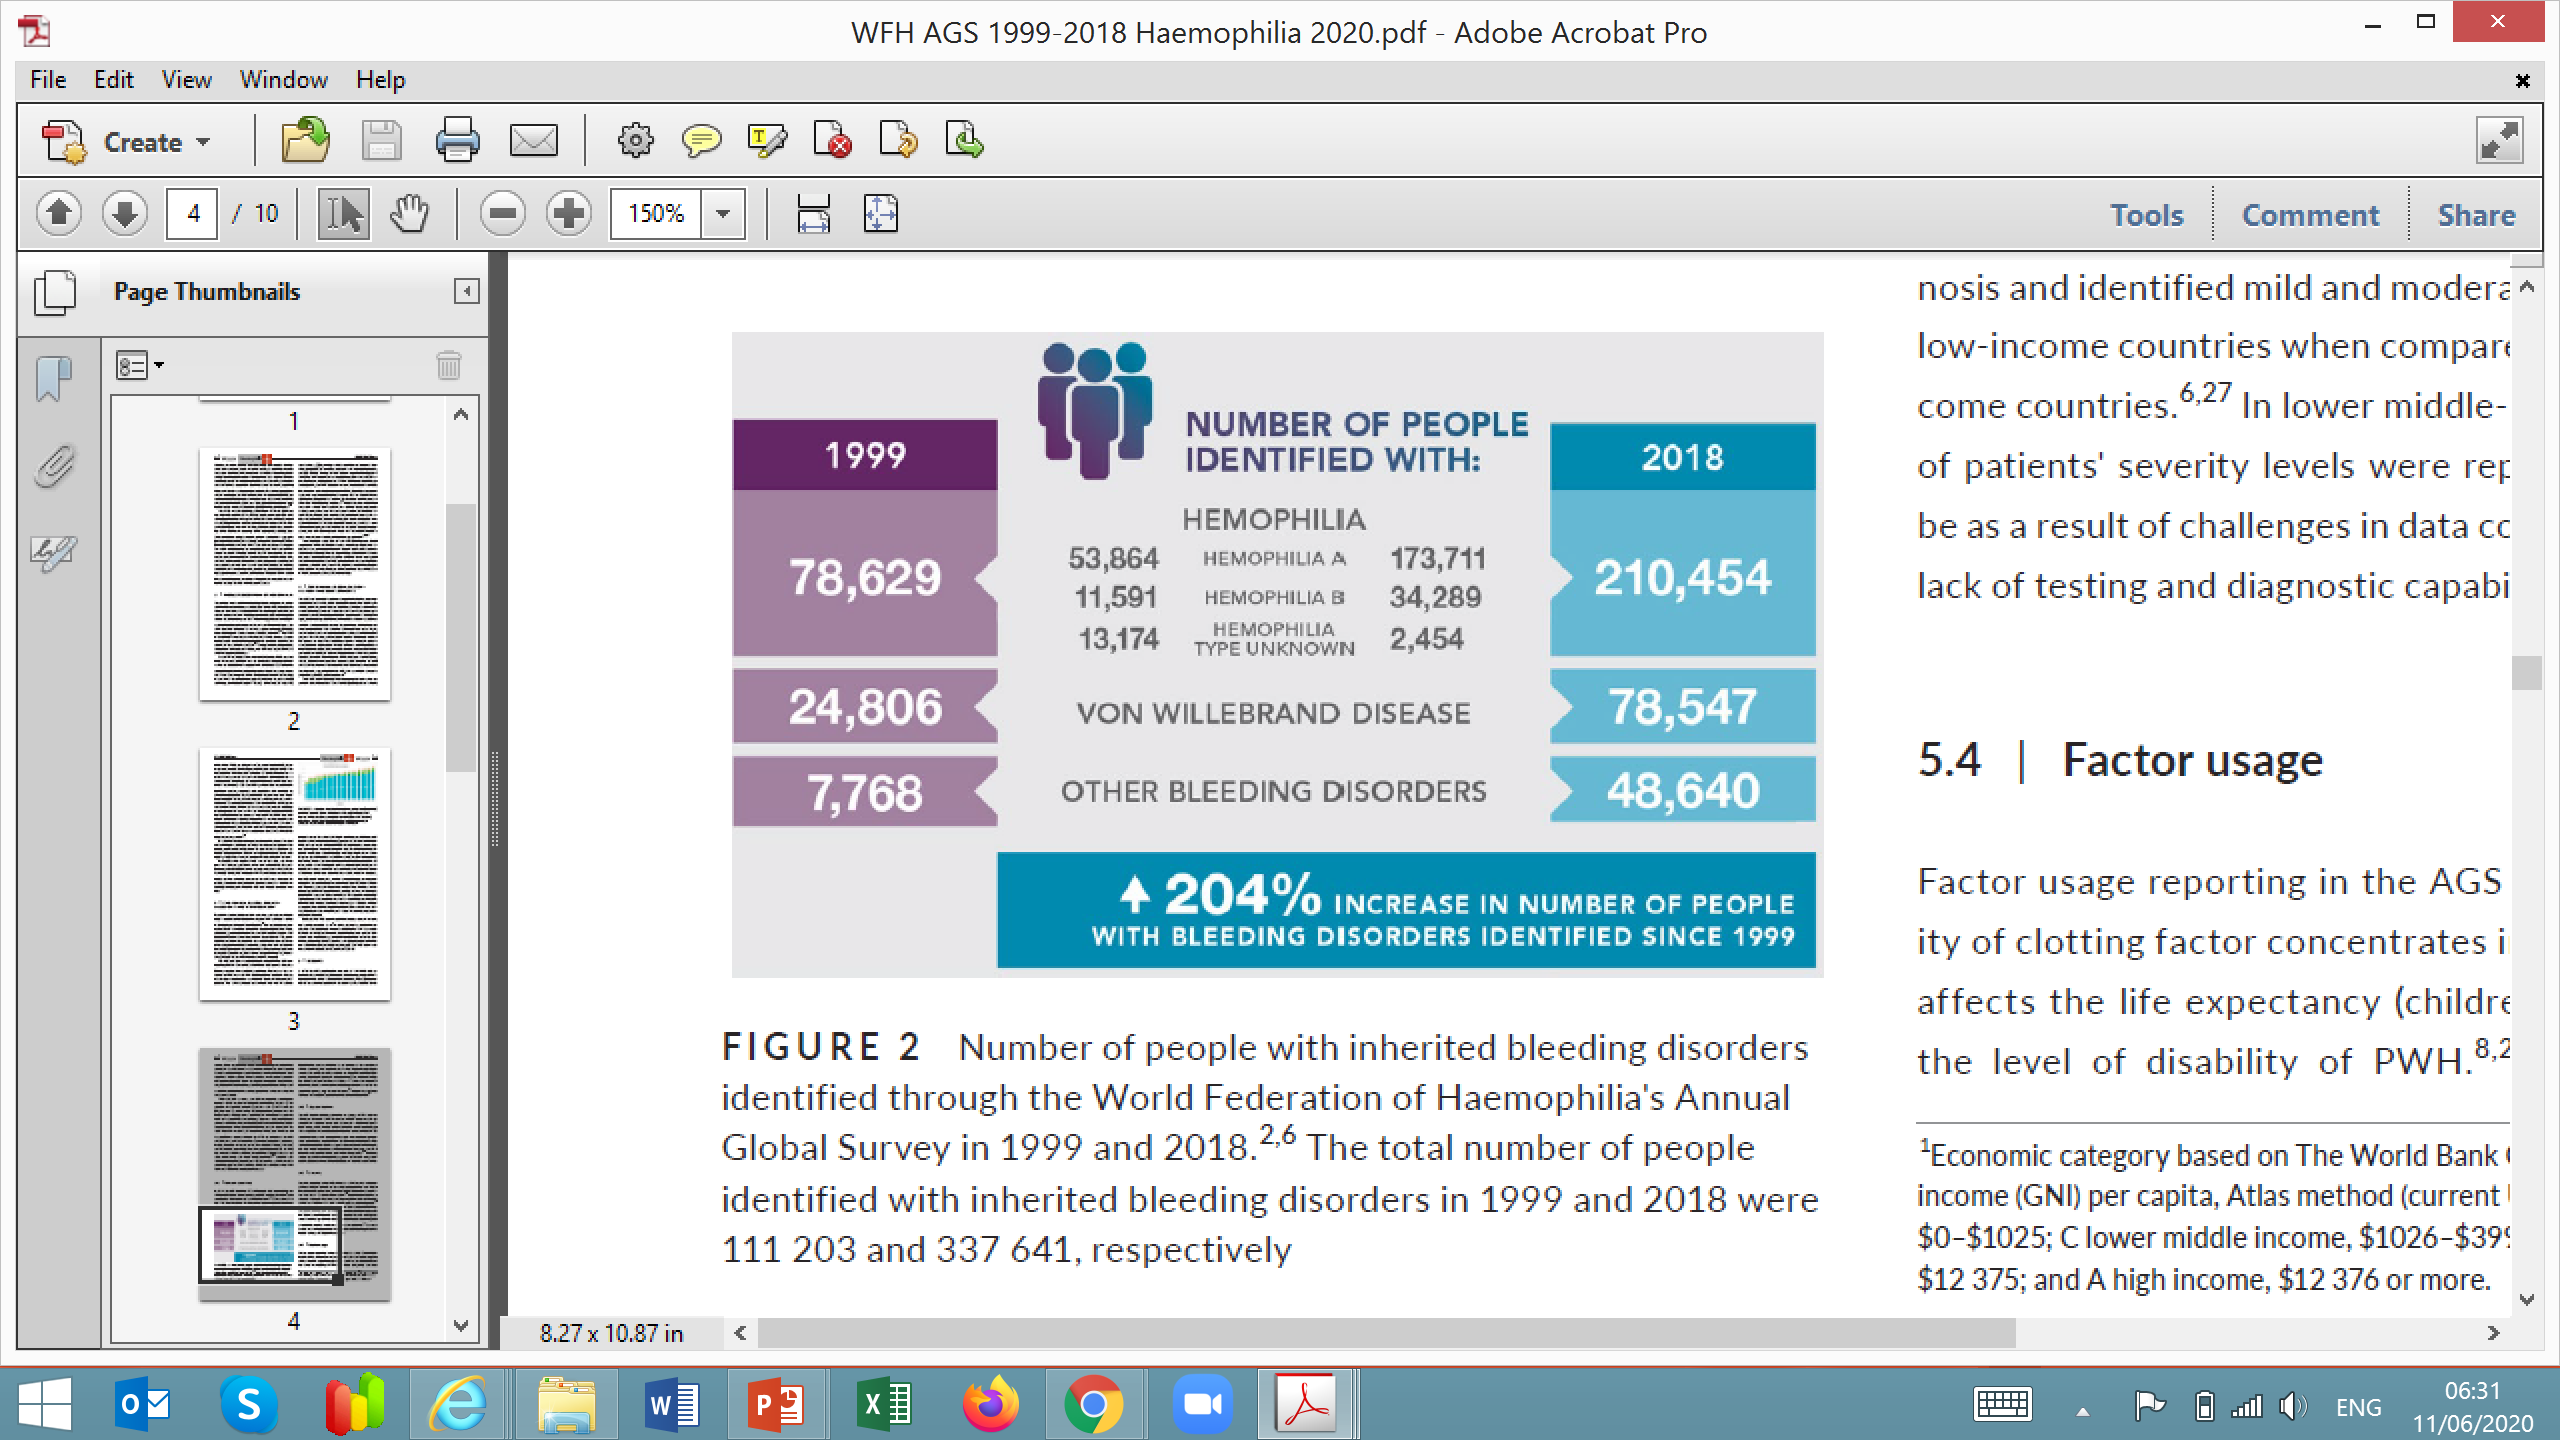 WFH AGS 1999-2018 Haemophilia 2020.pdf - Adobe Acrobat Pro
File Edit View Window Help
Create
4 / 10 150% Tools Comment Share
Page Thumbnails
1
2
3
4
NUMBER OF PEOPLE
IDENTIFIED WITH:
1999 2018
HEMOPHILIA
78,629 210,454
53,864 HEMOPHILIA A 173,711
11,591 HEMOPHILIA B 34,289
13,174 HEMOPHILIA TYPE UNKNOWN 2,454
24,806 VON WILLEBRAND DISEASE 78,547
7,768 OTHER BLEEDING DISORDERS 48,640
204% INCREASE IN NUMBER OF PEOPLE
WITH BLEEDING DISORDERS IDENTIFIED SINCE 1999
FIGURE 2 Number of people with inherited bleeding disorders
identified through the World Federation of Haemophilia's Annual
Global Survey in 1999 and 2018.2,6 The total number of people
identified with inherited bleeding disorders in 1999 and 2018 were
111 203 and 337 641, respectively
nosis and identified mild and modera
low-income countries when compare
come countries.6,27 In lower middle-
of patients' severity levels were rep
be as a result of challenges in data co
lack of testing and diagnostic capabi
5.4 | Factor usage
Factor usage reporting in the AGS
ity of clotting factor concentrates i
affects the life expectancy (childre
the level of disability of PWH.8,2
1Economic category based on The World Bank
income (GNI) per capita, Atlas method (current
$0–$1025; C lower middle income, $1026–$399
$12 375; and A high income, $12 376 or more.
8.27 x 10.87 in
ENG
06:31
11/06/2020